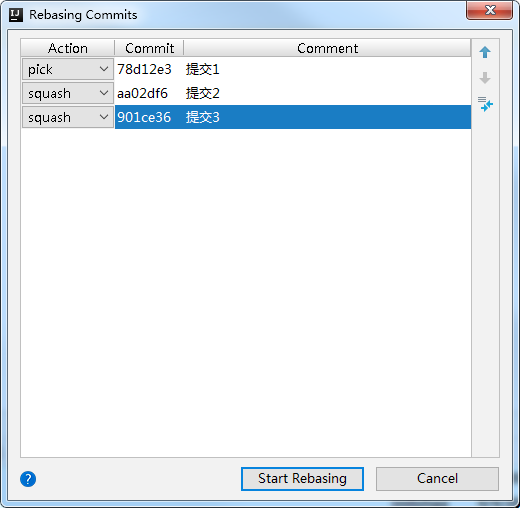 IJ Rebasing Commits
Action Commit Comment
pick 78d12e3 提交1
squash aa02df6 提交2
squash 901ce36 提交3
? Start Rebasing Cancel